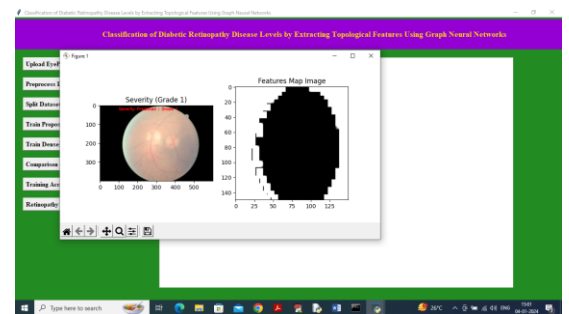 Classification of Diabetic Retinopathy Disease Levels by Extracting Topological Features Using Graph Neural Networks
Classification of Diabetic Retinopathy Disease Levels by Extracting Topological Features Using Graph Neural Networks
Figure 1
Upload EyeP
Preprocess D
Split Dataset
Train Propo
Train Dense
Comparison
Training Acc
Retinopathy
Severity (Grade 1)
0
100
200
300
0 100 200 300 400 500
Features Map Image
0
20
40
60
80
100
120
140
0 25 50 75 100 125
Type here to search
26°C
ENG
04-01-2024